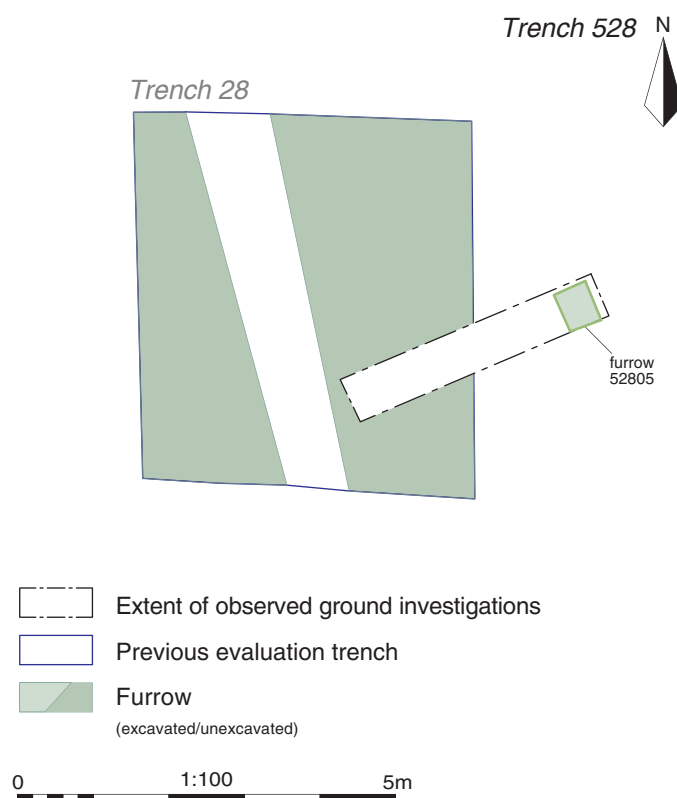 Trench 528
N
Trench 28
furrow
52805
Extent of observed ground investigations
Previous evaluation trench
Furrow
(excavated/unexcavated)
0 1:100 5m